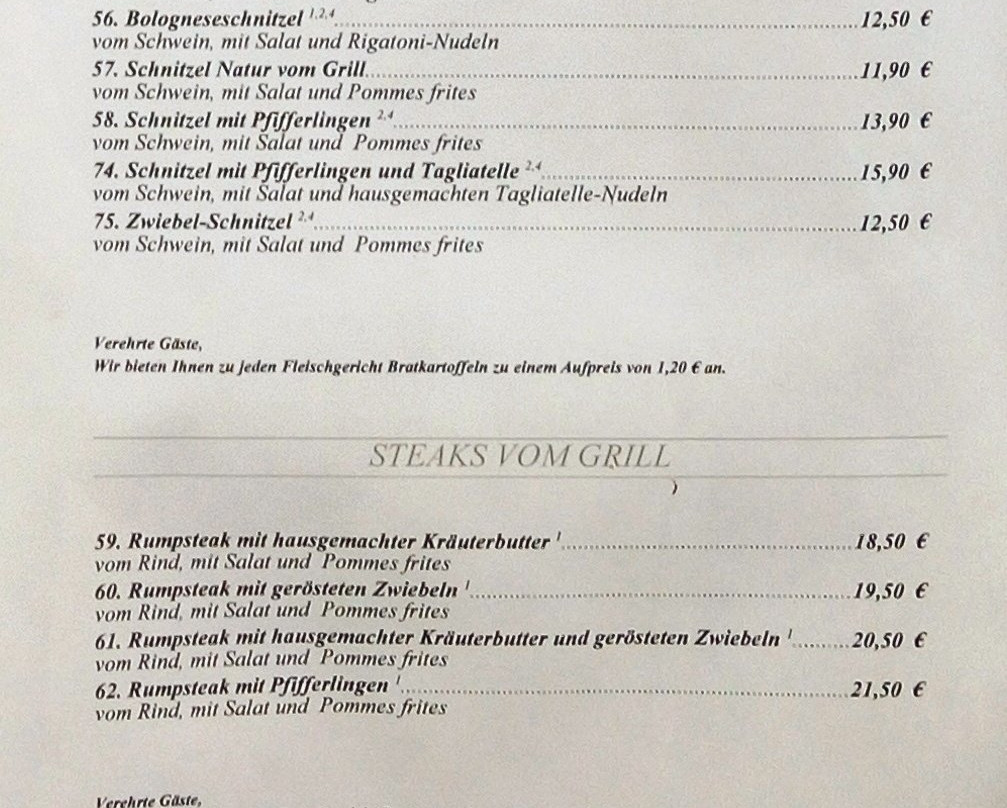 56. Bologneseschnitzel 1,2,4 12,50 €
vom Schwein, mit Salat und Rigatoni-Nudeln
57. Schnitzel Natur vom Grill 11,90 €
vom Schwein, mit Salat und Pommes frites
58. Schnitzel mit Pfifferlingen 2,4 13,90 €
vom Schwein, mit Salat und Pommes frites
74. Schnitzel mit Pfifferlingen und Tagliatelle 2,4 15,90 €
vom Schwein, mit Salat und hausgemachten Tagliatelle-Nudeln
75. Zwiebel-Schnitzel 2,4 12,50 €
vom Schwein, mit Salat und Pommes frites
Verehrte Gäste,
Wir bieten Ihnen zu jeden Fleischgericht Bratkartoffeln zu einem Aufpreis von 1,20 € an.
STEAKS VOM GRILL
59. Rumpsteak mit hausgemachter Kräuterbutter 1 18,50 €
vom Rind, mit Salat und Pommes frites
60. Rumpsteak mit gerösteten Zwiebeln 1 19,50 €
vom Rind, mit Salat und Pommes frites
61. Rumpsteak mit hausgemachter Kräuterbutter und gerösteten Zwiebeln 1 20,50 €
vom Rind, mit Salat und Pommes frites
62. Rumpsteak mit Pfifferlingen 1 21,50 €
vom Rind, mit Salat und Pommes frites
Verehrte Gäste,